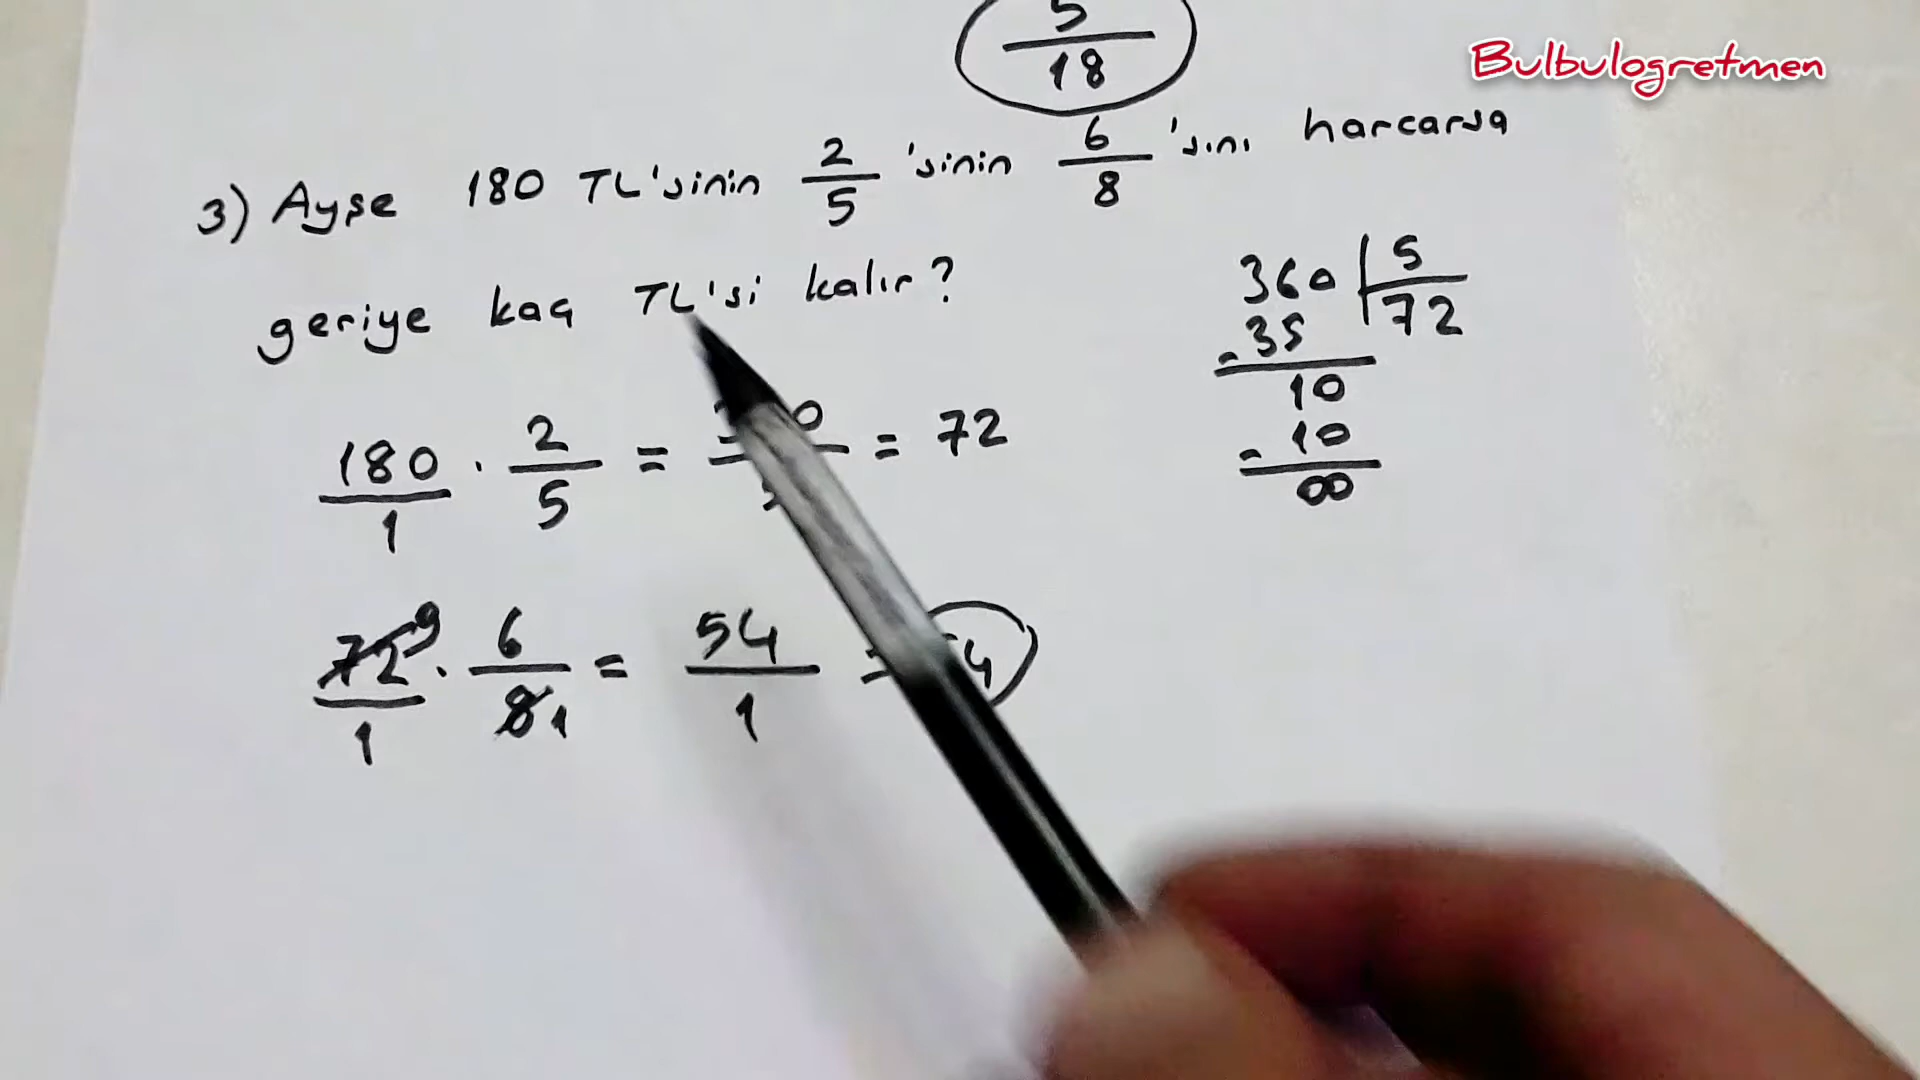 5
18
Bulbulogretmen
3) Ayşe 180 TL'sinin 2/5 'sinin 6/8 'sını harcarsa
geriye kaç TL'si kalır?
360 | 5
72
- 35
10
- 10
00
180/1 · 2/5 = = 72
72/1 9 · 6/8 1 = 54/1 =